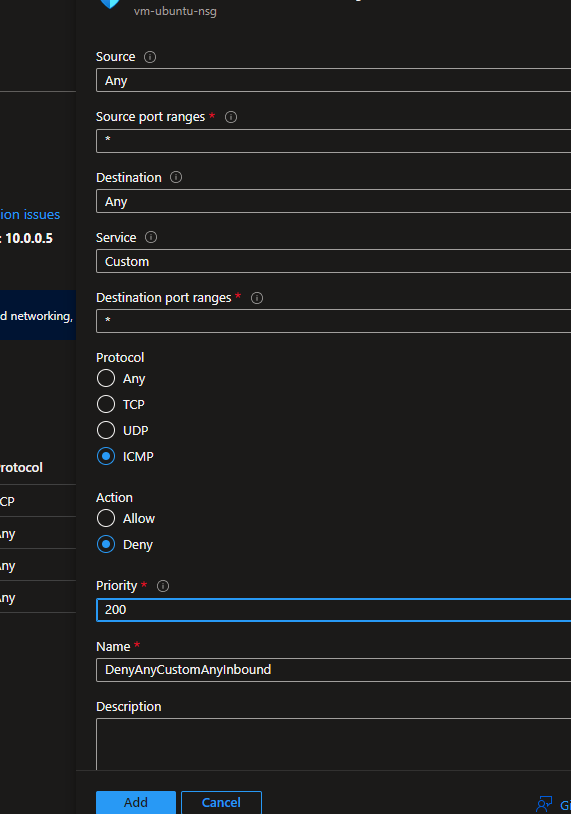 vm-ubuntu-nsg
Source
Any
Source port ranges *
*
Destination
Any
ion issues
: 10.0.0.5
Service
Custom
Destination port ranges *
d networking,
*
Protocol
Any
TCP
UDP
ICMP
rotocol
Action
CP
Allow
ny
Deny
ny
Priority *
ny
200
Name *
DenyAnyCustomAnyInbound
Description
Add
Cancel
Gi